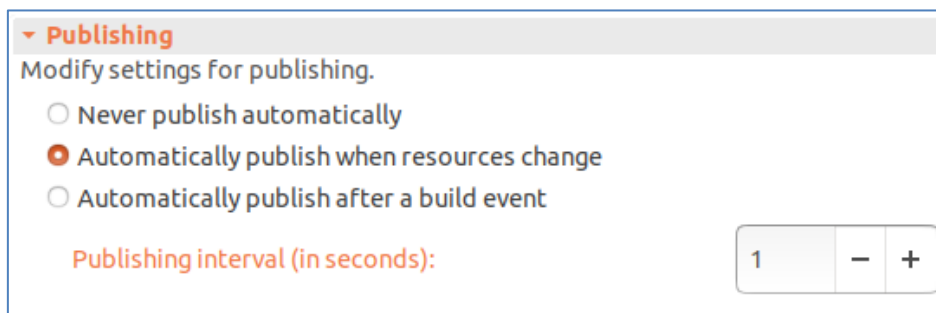 Publishing
Modify settings for publishing.
Never publish automatically
Automatically publish when resources change
Automatically publish after a build event
Publishing interval (in seconds): 1 − +